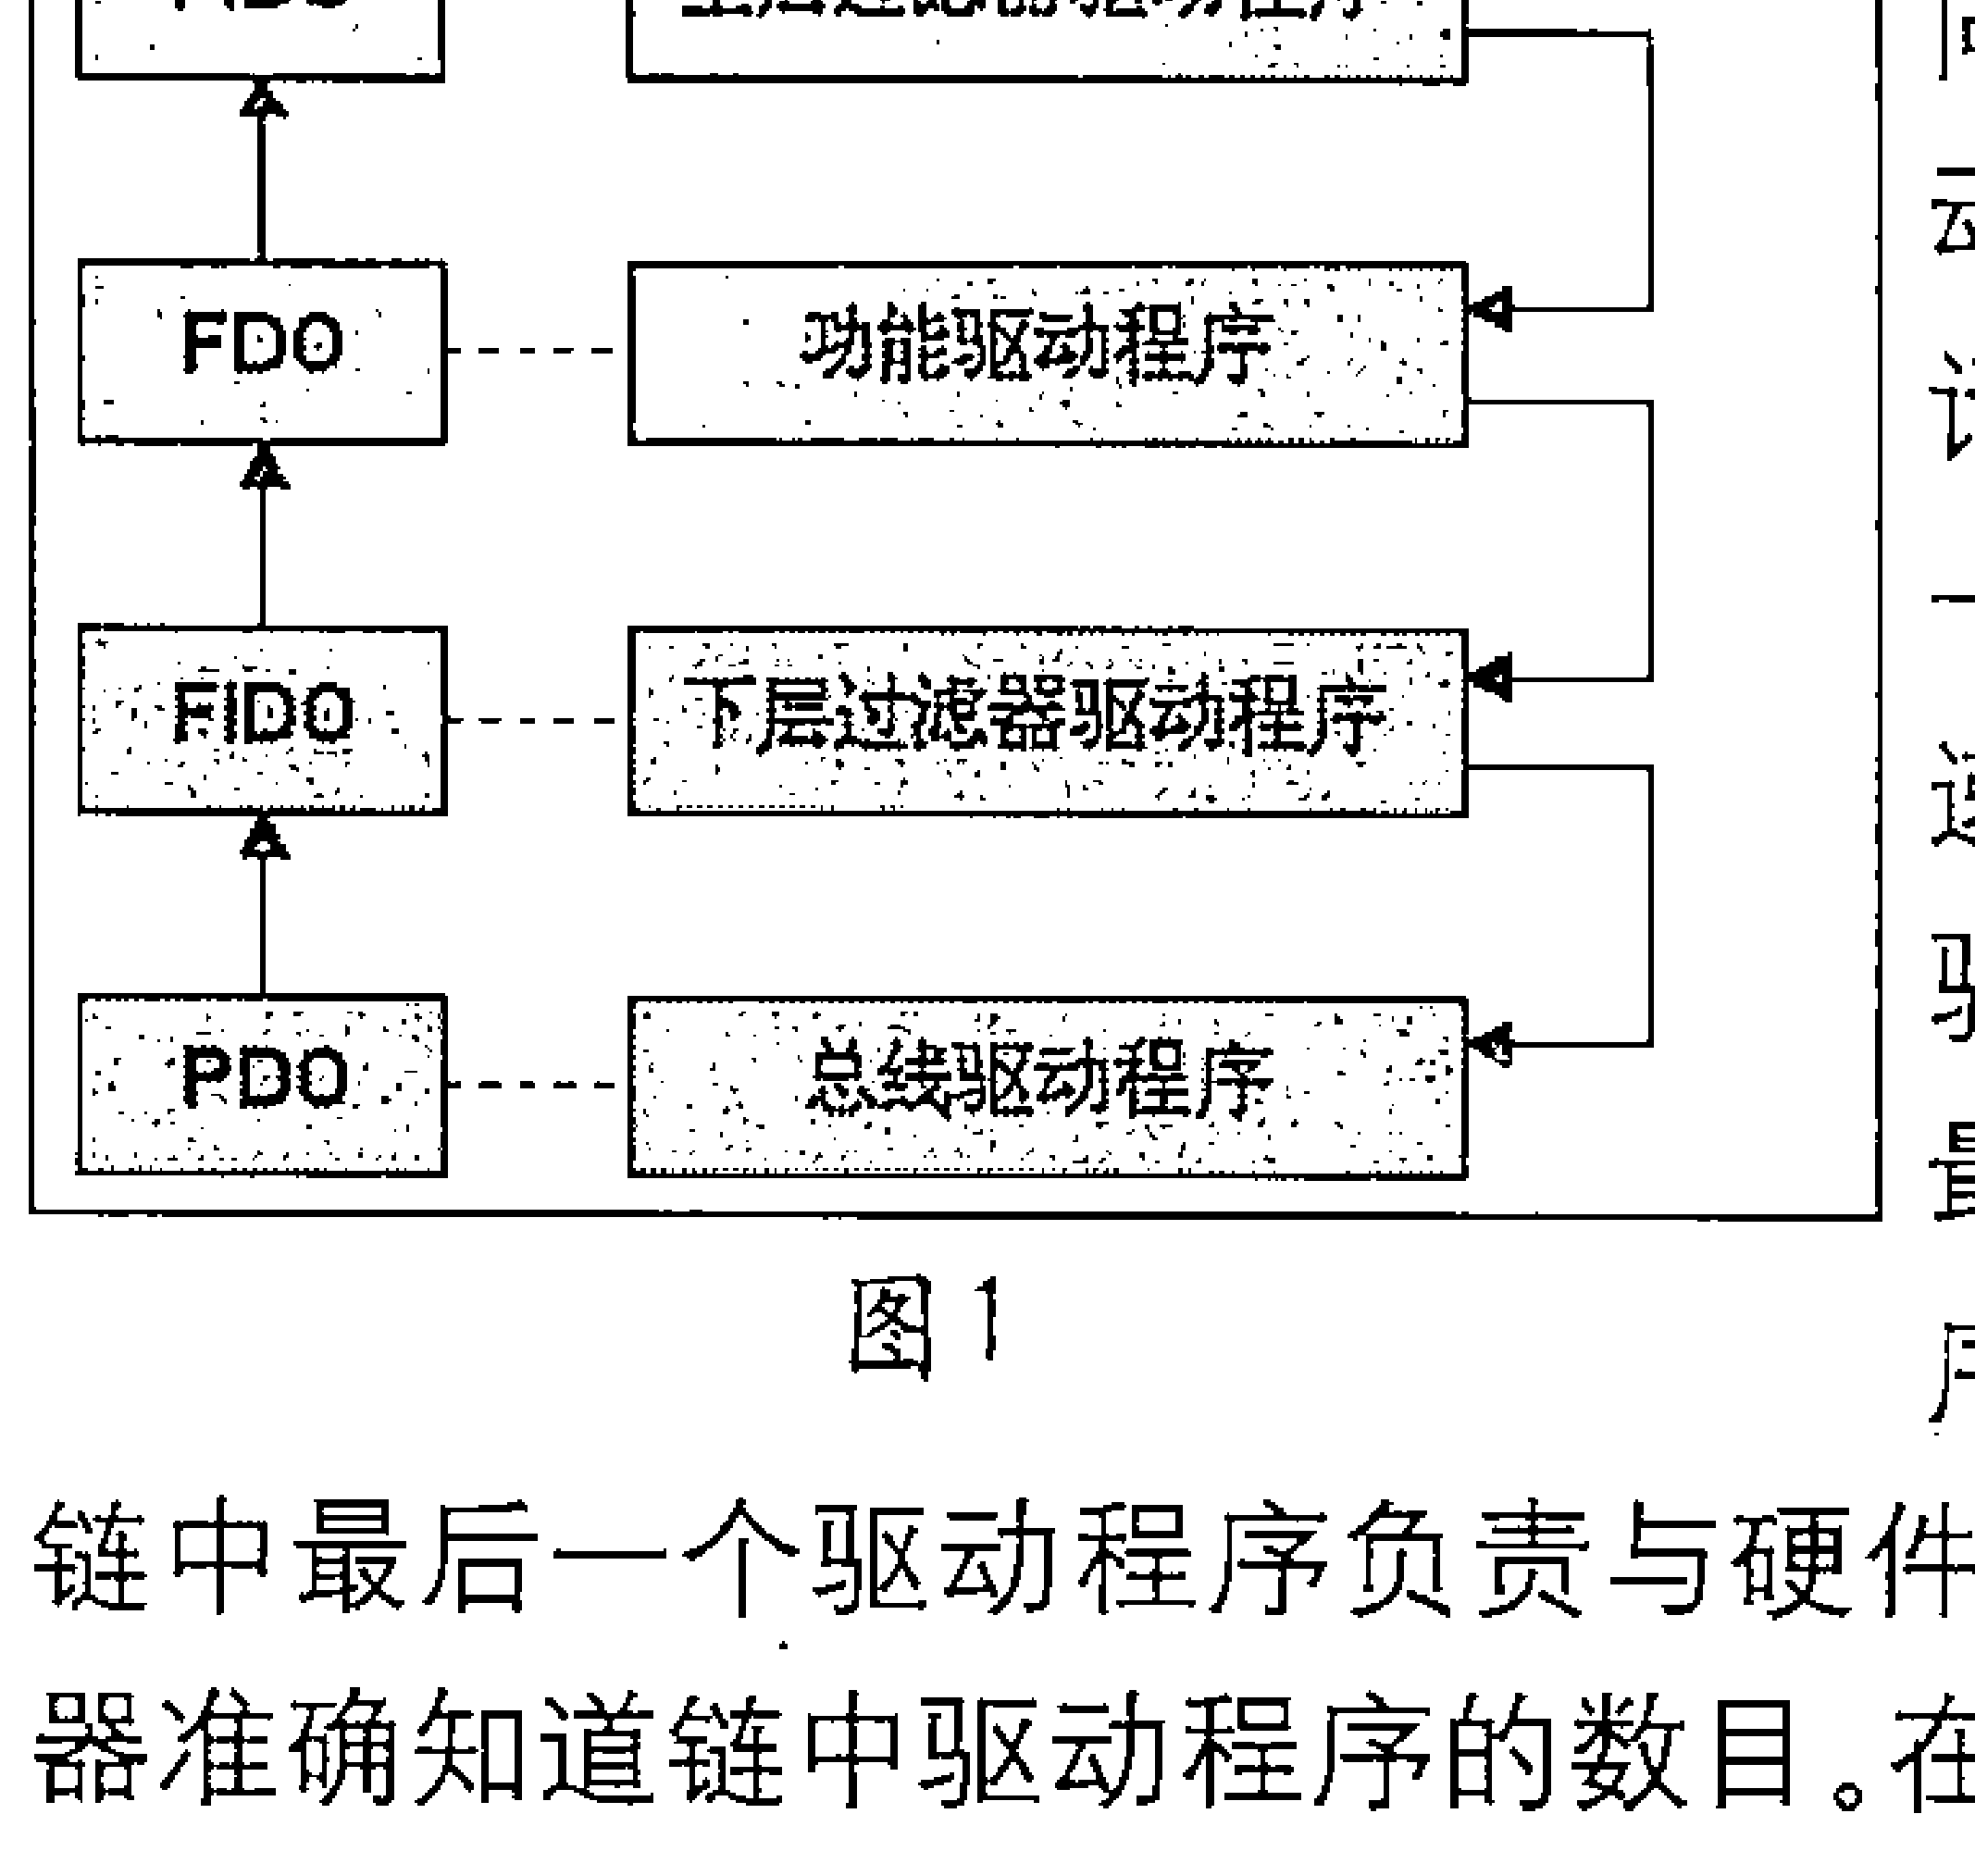 FDO 功能驱动程序
FIDO 下层过滤器驱动程序
PDO 总线驱动程序
图1
链中最后一个驱动程序负责与硬件
器准确知道链中驱动程序的数目。在